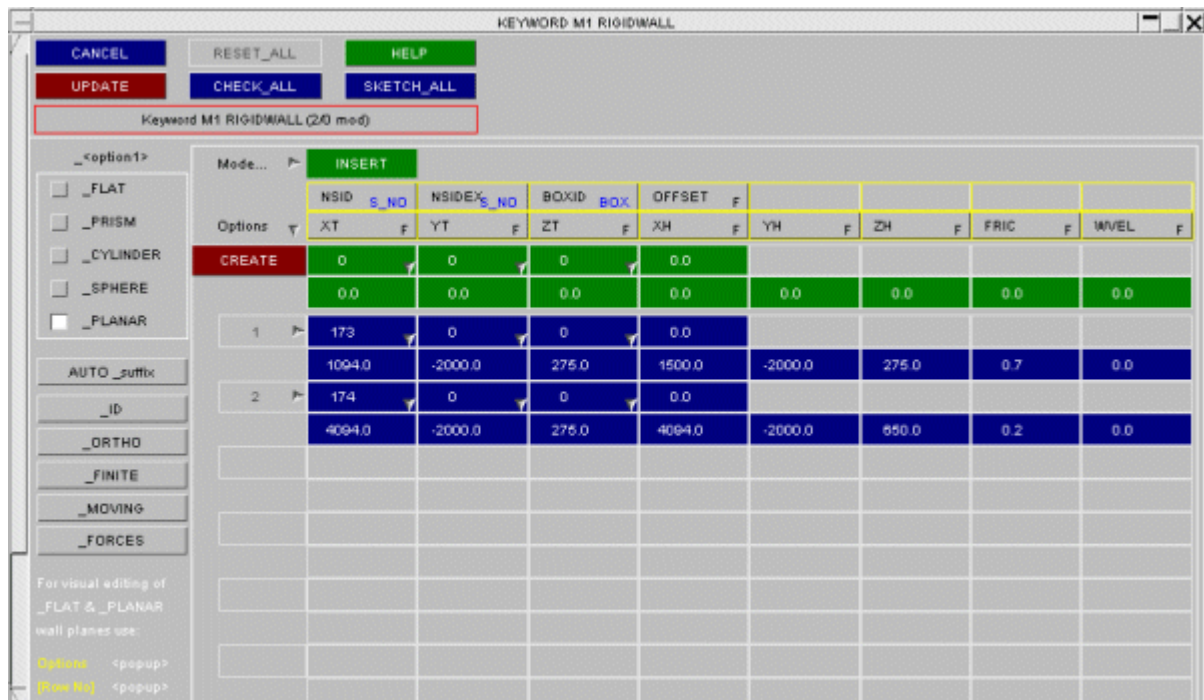 KEYWORD M1 RIGIDWALL
CANCEL RESET_ALL HELP
UPDATE CHECK_ALL SKETCH_ALL
Keyword M1 RIGIDWALL (2/0 mod)
_<option1>
_FLAT
_PRISM
_CYLINDER
_SPHERE
_PLANAR
AUTO _suffix
_ID
_ORTHO
_FINITE
_MOVING
_FORCES
For visual editing of
_FLAT & _PLANAR
wall planes use:
Options <popup>
[Row No] <popup>
Mode... INSERT
NSID S_NO NSIDEX S_NO BOXID BOX. OFFSET F
Options XT F YT F ZT F XH F YH F ZH F FRIC F WVEL F
CREATE 0 0 0 0.0
0.0 0.0 0.0 0.0 0.0 0.0 0.0 0.0
1 173 0 0 0.0
1094.0 -2000.0 275.0 1500.0 -2000.0 275.0 0.7 0.0
2 174 0 0 0.0
4094.0 -2000.0 275.0 4094.0 -2000.0 650.0 0.2 0.0